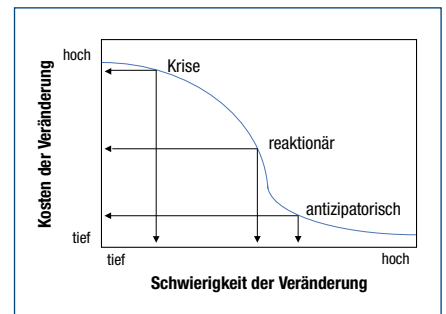 hoch
Krise
Kosten der Veränderung
reaktionär
antizipatorisch
tief
tief
hoch
Schwierigkeit der Veränderung